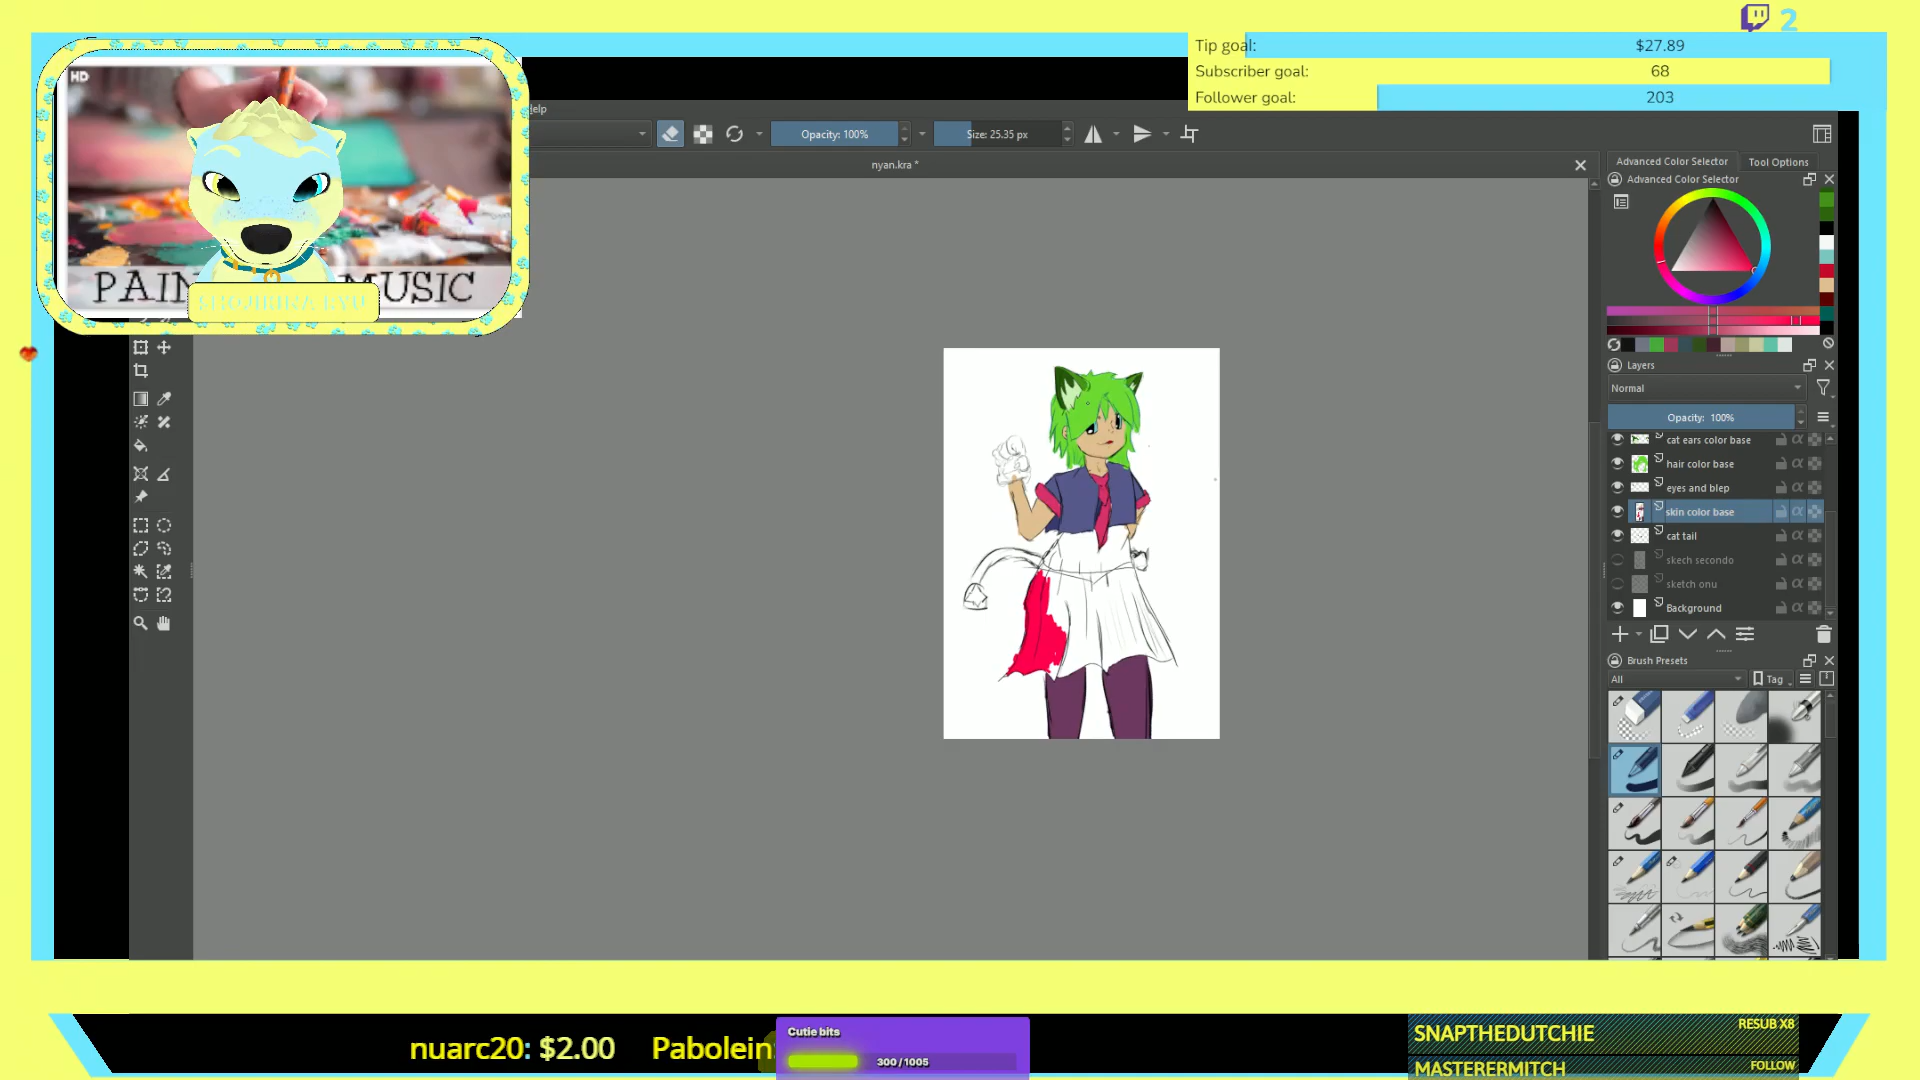 2
Tip goal: $27.89
Subscriber goal: 68
Follower goal: 203
HD
elp
Opacity: 100%
Size: 25.35 px
nyan.kra *
PAIN MUSIC
Advanced Color Selector
Tool Options
Advanced Color Selector
Layers
Normal
Opacity: 100%
cat ears color base
hair color base
eyes and blep
skin color base
cat tail
skech secondo
sketch onu
Background
Brush Presets
All
Tag
nuarc20: $2.00
Pabolein
Cutie bits
300 / 1005
SNAPTHEDUTCHIE
RESUB X8
MASTERERMITCH
FOLLOW